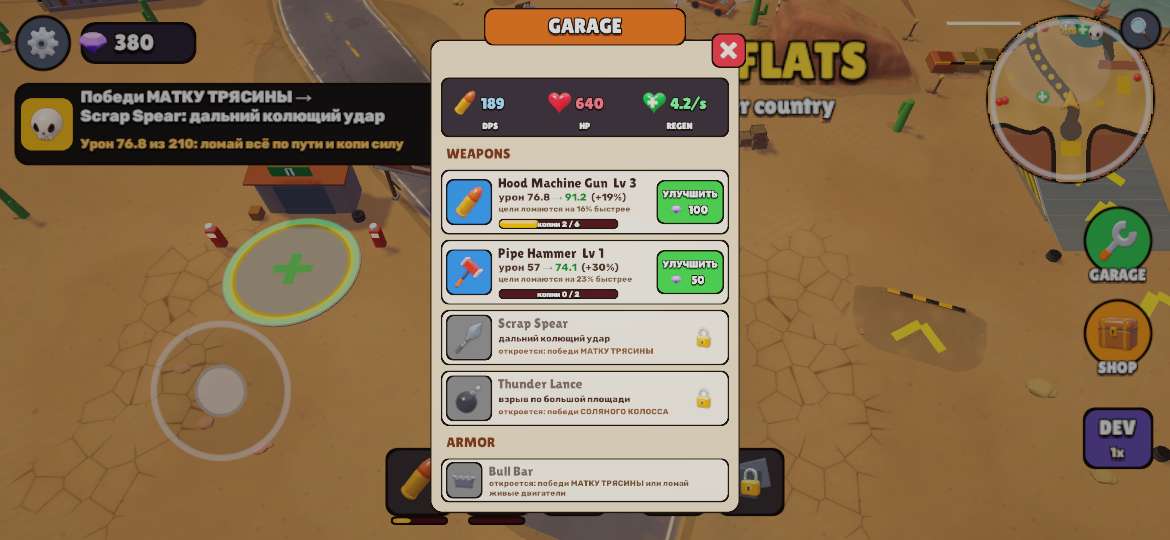 GARAGE
380
FLATS
r country
Победи МАТКУ ТРЯСИНЫ →
Scrap Spear: дальний колющий удар
Урон 76.8 из 210: ломай всё по пути и копи силу
189
640
4.2/s
DPS
HP
REGEN
WEAPONS
Hood Machine Gun Lv 3
урон 76.8 → 91.2 (+19%)
цели ломаются на 16% быстрее
копии 2 / 6
УЛУЧШИТЬ
100
Pipe Hammer Lv 1
урон 57 → 74.1 (+30%)
цели ломаются на 23% быстрее
копии 0 / 2
УЛУЧШИТЬ
50
Scrap Spear
дальний колющий удар
откроется: победи МАТКУ ТРЯСИНЫ
Thunder Lance
взрыв по большой площади
откроется: победи СОЛЯНОГО КОЛОССА
ARMOR
Bull Bar
откроется: победи МАТКУ ТРЯСИНЫ или ломай
живые двигатели
GARAGE
SHOP
DEV
1x